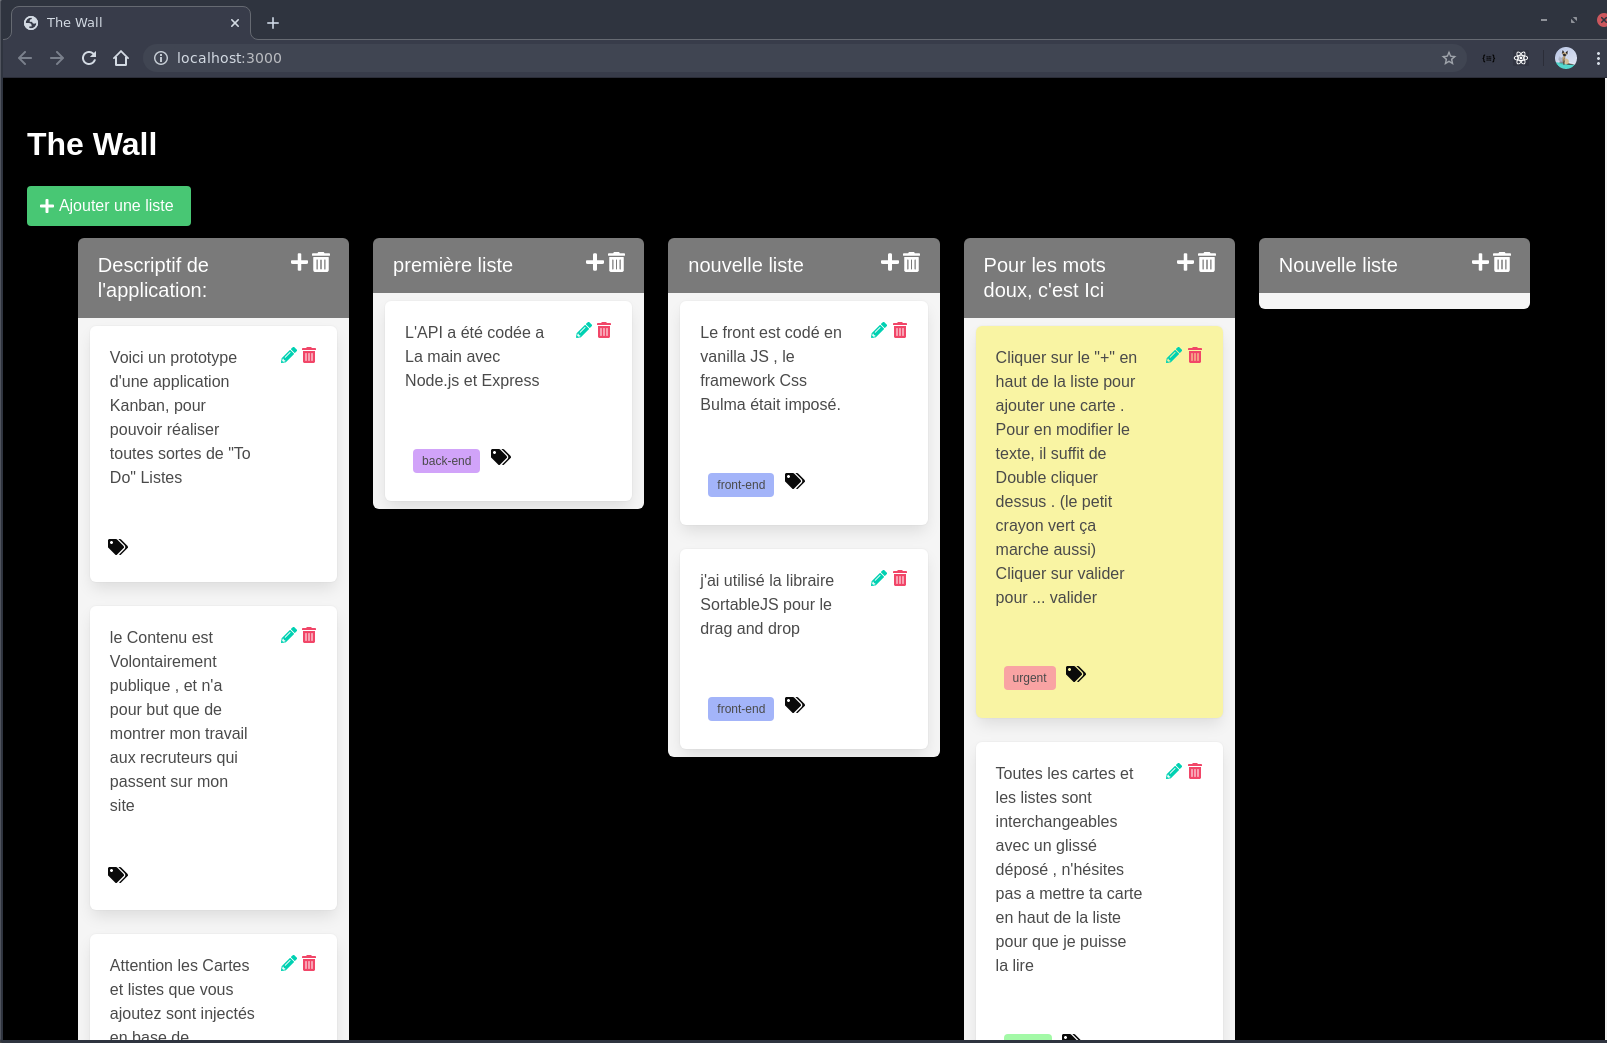 The Wall
localhost:3000
The Wall
Ajouter une liste
Descriptif de
l'application:
Voici un prototype
d'une application
Kanban, pour
pouvoir réaliser
toutes sortes de "To
Do" Listes
le Contenu est
Volontairement
publique , et n'a
pour but que de
montrer mon travail
aux recruteurs qui
passent sur mon
site
Attention les Cartes
et listes que vous
ajoutez sont injectés
en base de
première liste
L'API a été codée a
La main avec
Node.js et Express
back-end
nouvelle liste
Le front est codé en
vanilla JS , le
framework Css
Bulma était imposé.
front-end
j'ai utilisé la libraire
SortableJS pour le
drag and drop
front-end
Pour les mots
doux, c'est Ici
Cliquer sur le "+" en
haut de la liste pour
ajouter une carte .
Pour en modifier le
texte, il suffit de
Double cliquer
dessus . (le petit
crayon vert ça
marche aussi)
Cliquer sur valider
pour ... valider
urgent
Toutes les cartes et
les listes sont
interchangeables
avec un glissé
déposé , n'hésites
pas a mettre ta carte
en haut de la liste
pour que je puisse
la lire
Nouvelle liste